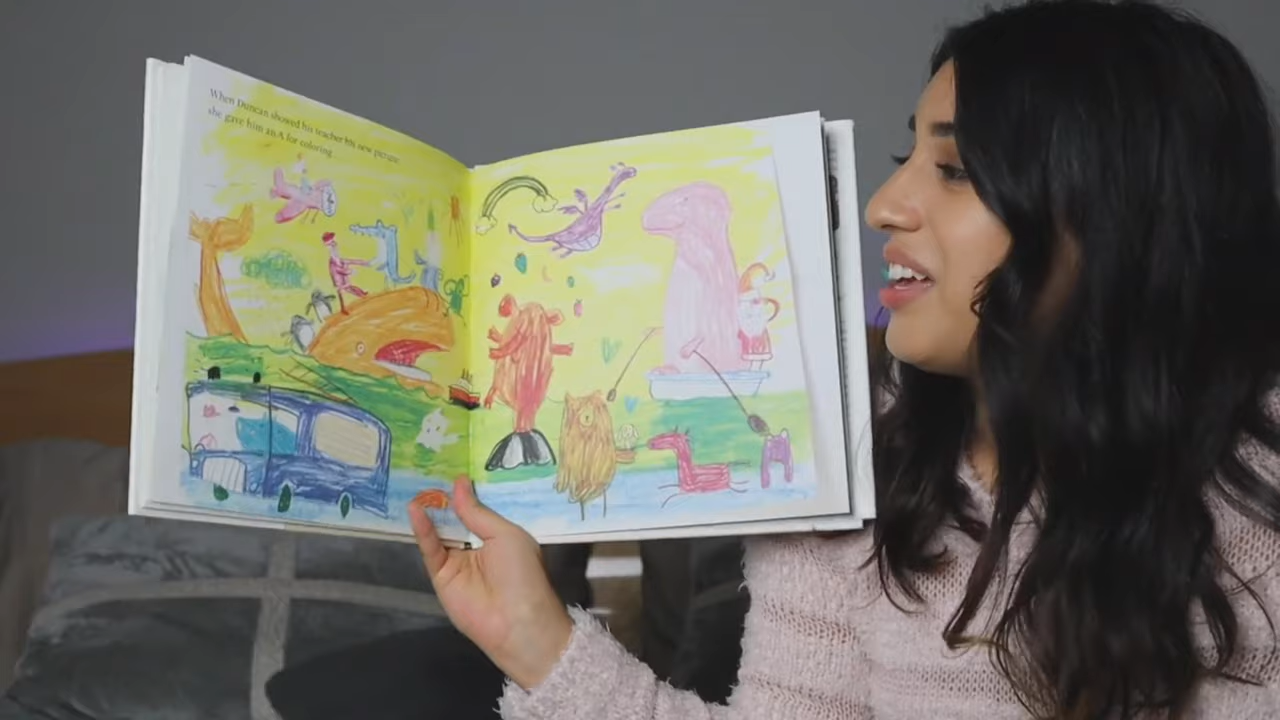 When Duncan showed his teacher his new picture
she gave him an A for coloring